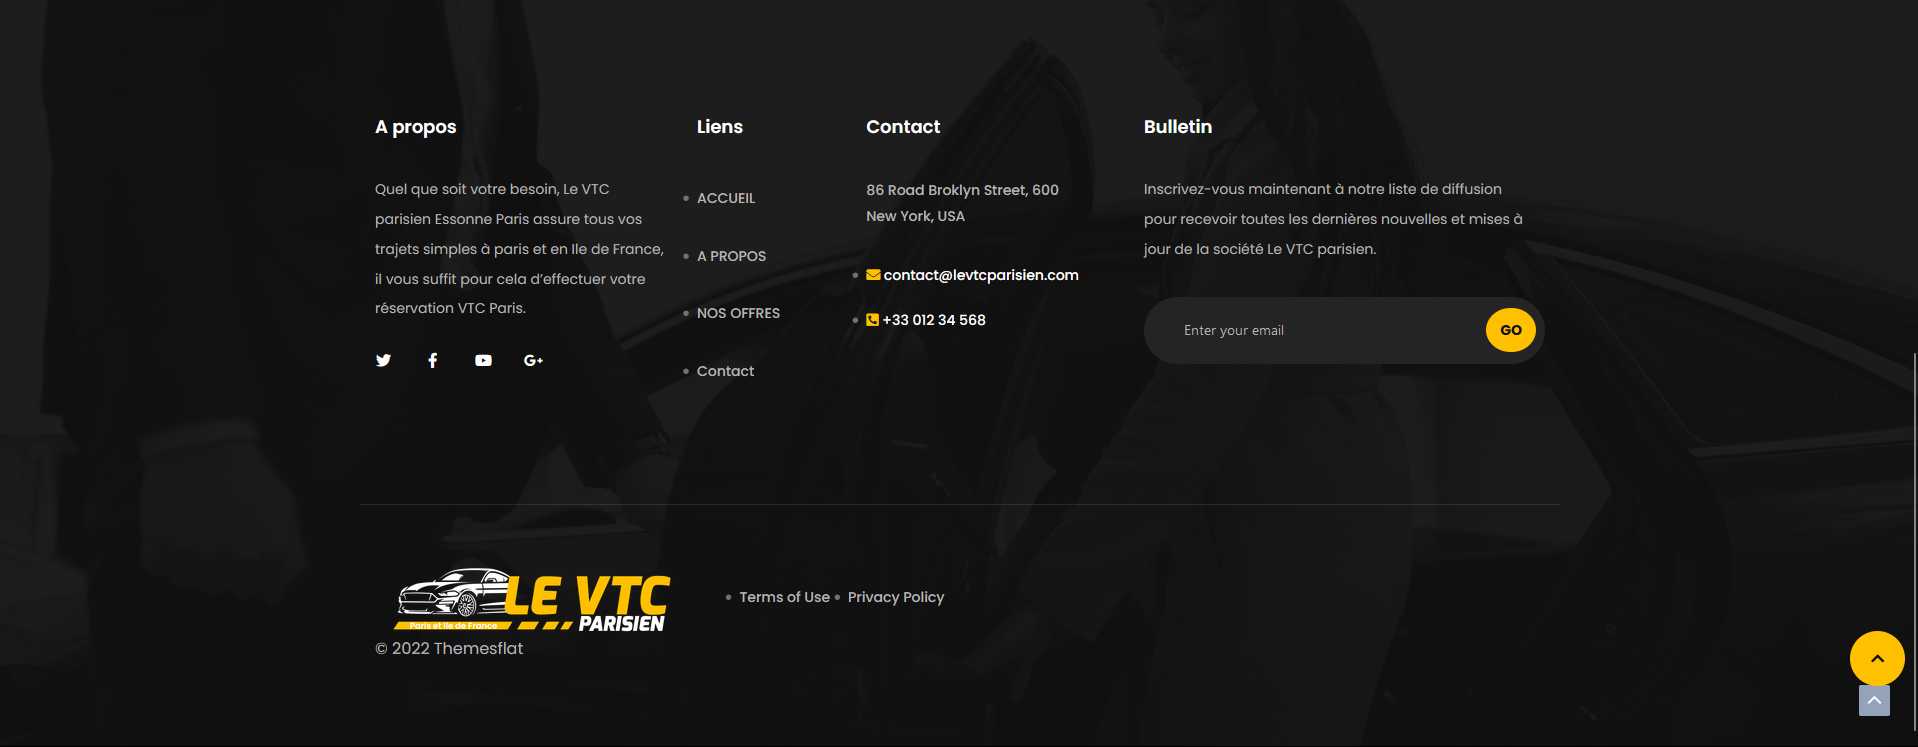 A propos
Quel que soit votre besoin, Le VTC
parisien Essonne Paris assure tous vos
trajets simples à paris et en Ile de France,
il vous suffit pour cela d’effectuer votre
réservation VTC Paris.
Liens
ACCUEIL
A PROPOS
NOS OFFRES
Contact
Contact
86 Road Broklyn Street, 600
New York, USA
contact@levtcparisien.com
+33 012 34 568
Bulletin
Inscrivez-vous maintenant à notre liste de diffusion
pour recevoir toutes les dernières nouvelles et mises à
jour de la société Le VTC parisien.
Enter your email
GO
LE VTC
PARISIEN
Paris et Ile de France
© 2022 Themesflat
Terms of Use
Privacy Policy